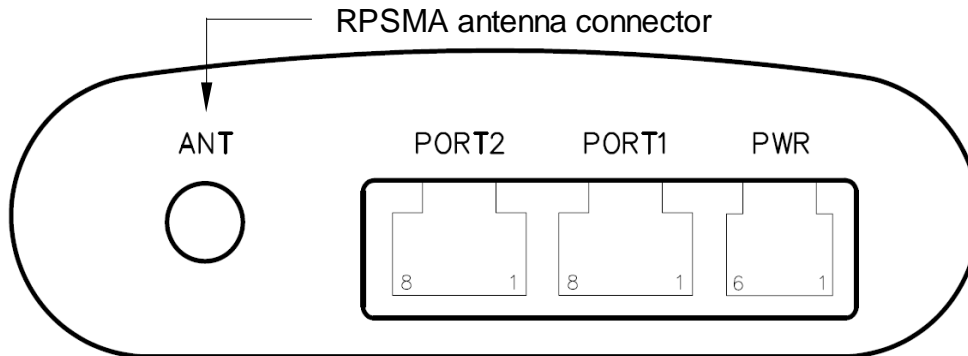 RPSMA antenna connector
ANT PORT2 PORT1 PWR
8 1 8 1 6 1